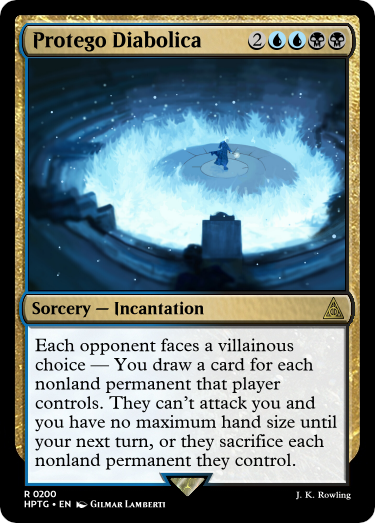 Protego Diabolica 2
Sorcery — Incantation
Each opponent faces a villainous
choice — You draw a card for each
nonland permanent that player
controls. They can't attack you and
you have no maximum hand size until
your next turn, or they sacrifice each
nonland permanent they control.
R 0200
HPTG • EN GILMAR LAMBERTI
J. K. Rowling